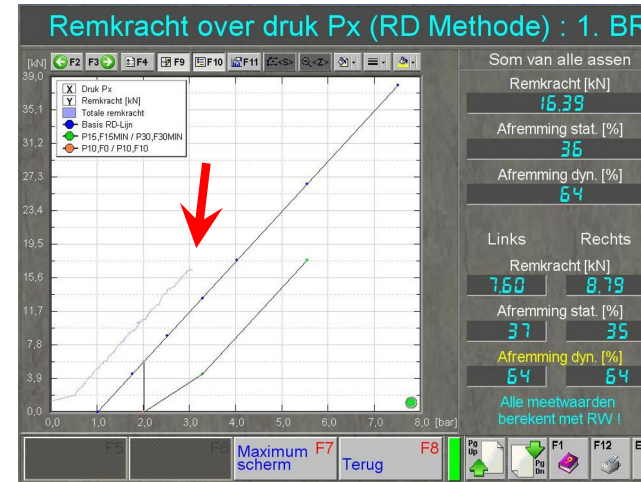 Remkracht over druk Px (RD Methode) : 1. BR
[kN] F2 F3 F4 F9 F10 F11 <S> <Z>
39,0
35,1
31,2
27,3
23,4
19,5
15,6
11,7
7,8
3,9
0,0
X Druk Px
Y Remkracht [kN]
Totale remkracht
Basis RD-Lijn
P15,F15MIN / P30,F30MIN
P10,F0 / P10,F10
0,0 1,0 2,0 3,0 4,0 5,0 6,0 7,0 8,0 [bar]
Som van alle assen
Remkracht [kN]
16,39
Afremming stat. [%]
36
Afremming dyn. [%]
64
Links Rechts
Remkracht [kN]
7,60 8,79
Afremming stat. [%]
37 35
Afremming dyn. [%]
64 64
Alle meetwaarden
berekent met RW !
F5 F6 Maximum scherm F7 Terug F8
Pg Up Pg Dn F1 F12 E